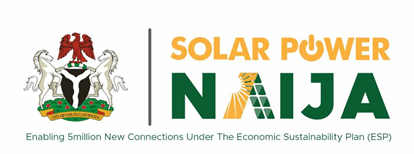 SOLAR POWER
NAIJA
Enabling 5million New Connections Under The Economic Sustainability Plan (ESP)